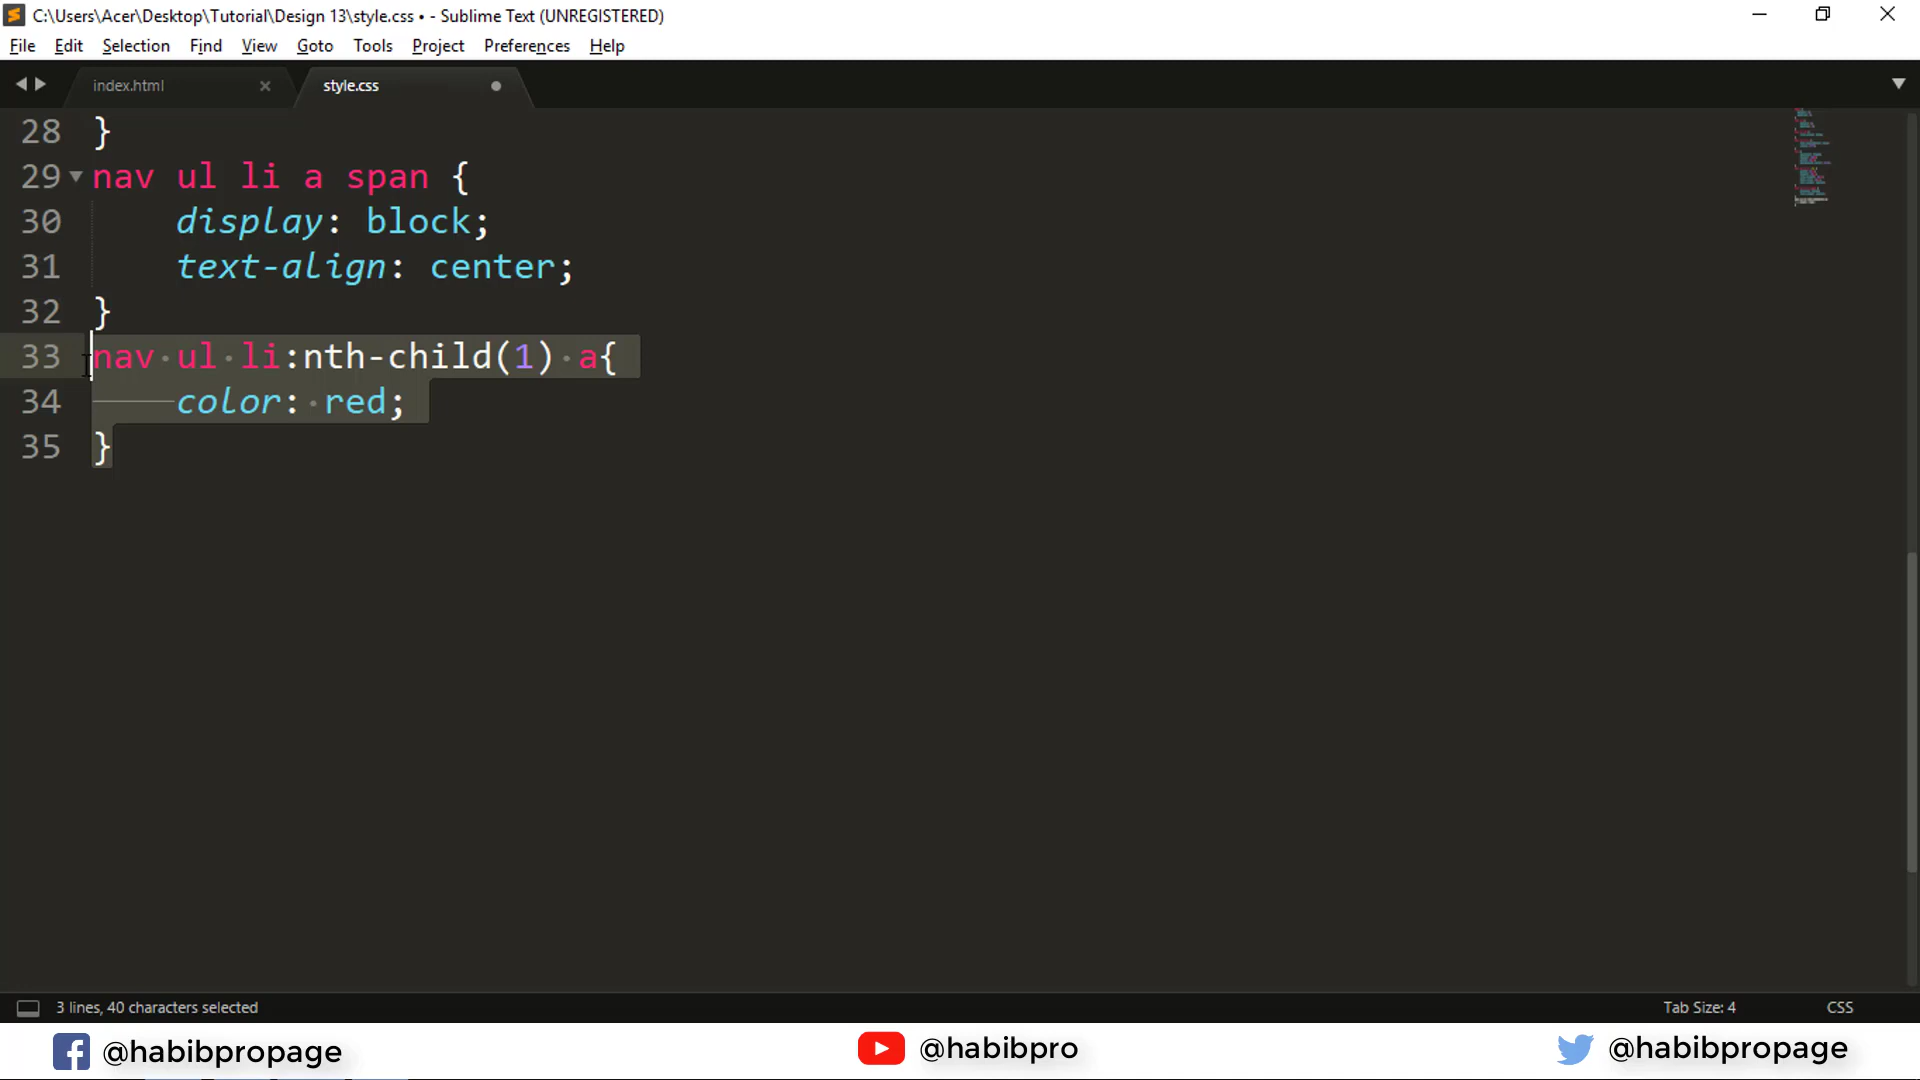 C:\Users\Acer\Desktop\Tutorial\Design 13\style.css • - Sublime Text (UNREGISTERED)
File Edit Selection Find View Goto Tools Project Preferences Help
index.html style.css
28 }
29 nav ul li a span {
30 display: block;
31 text-align: center;
32 }
33 nav ul li:nth-child(1) a{
34 color: red;
35 }
3 lines, 40 characters selected Tab Size: 4 CSS
@habibpropage @habibpro @habibpropage